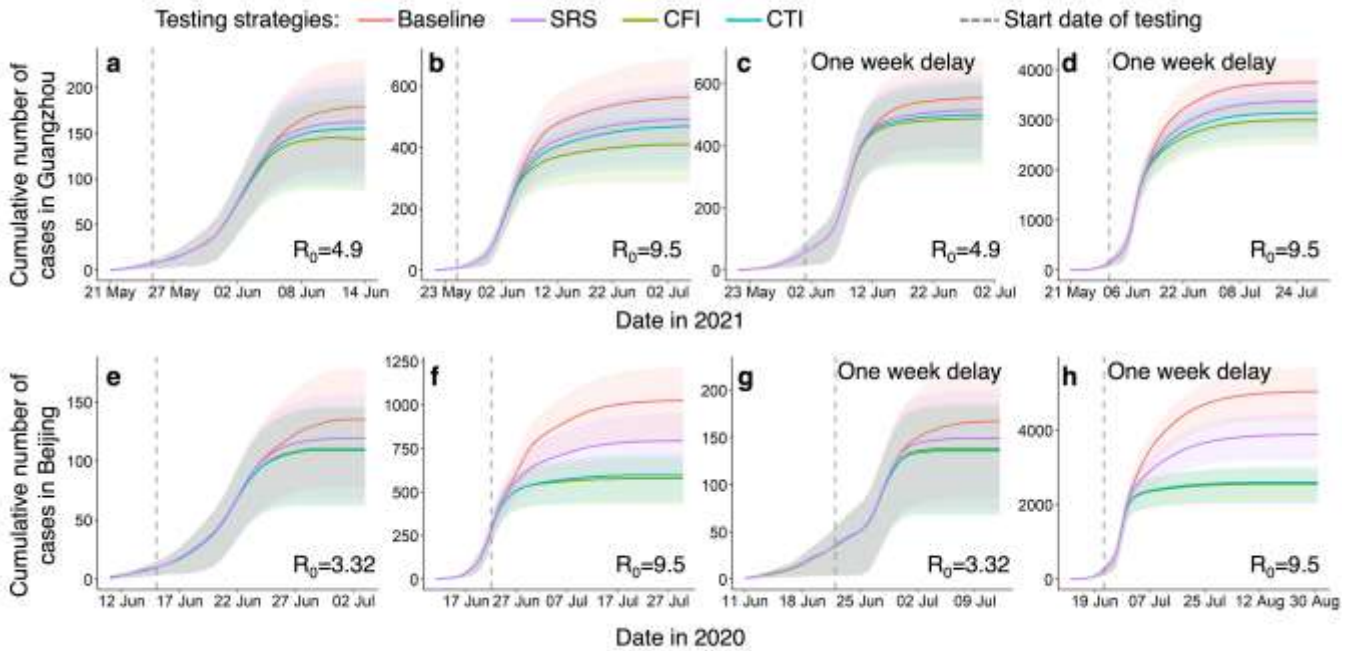 Testing strategies: Baseline SRS CFI CTI Start date of testing
Cumulative number of
cases in Guangzhou
a
200
150
100
50
0
R0=4.9
21 May 27 May 02 Jun 08 Jun 14 Jun
b
600
400
200
0
R0=9.5
23 May 02 Jun 12 Jun 22 Jun 02 Jul
c One week delay
600
400
200
0
R0=4.9
23 May 02 Jun 12 Jun 22 Jun 02 Jul
d One week delay
4000
3000
2000
1000
0
R0=9.5
21 May 06 Jun 22 Jun 08 Jul 24 Jul
Date in 2021
Cumulative number of
cases in Beijing
e
150
100
50
0
R0=3.32
12 Jun 17 Jun 22 Jun 27 Jun 02 Jul
f
1250
1000
750
500
250
0
R0=9.5
17 Jun 27 Jun 07 Jul 17 Jul 27 Jul
g One week delay
200
150
100
50
0
R0=3.32
11 Jun 18 Jun 25 Jun 02 Jul 09 Jul
h One week delay
4000
2000
0
R0=9.5
19 Jun 07 Jul 25 Jul 12 Aug 30 Aug
Date in 2020